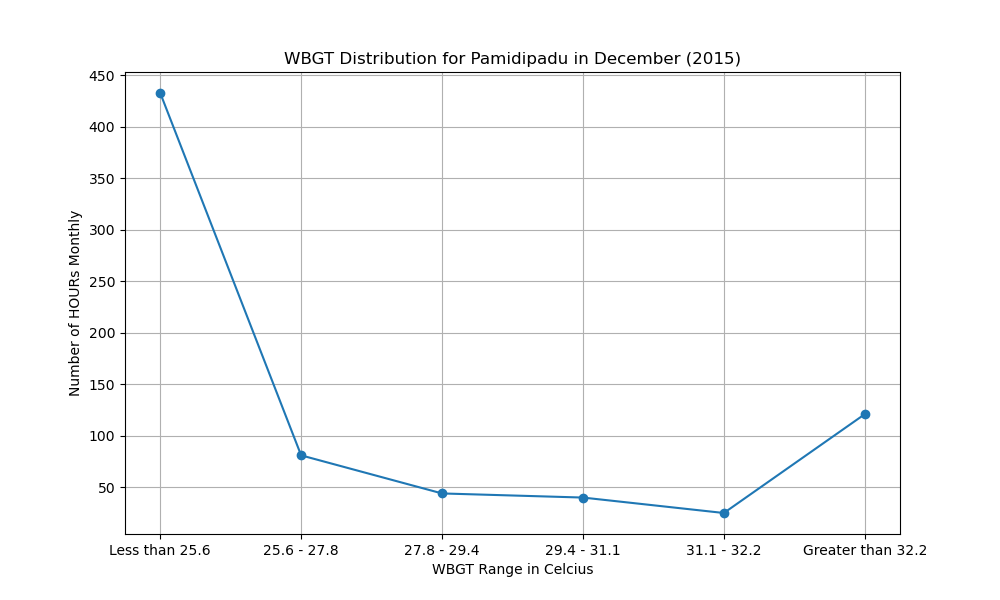 WBGT Distribution for Pamidipadu in December (2015)
Number of HOURs Monthly
450
400
350
300
250
200
150
100
50
Less than 25.6 25.6 - 27.8 27.8 - 29.4 29.4 - 31.1 31.1 - 32.2 Greater than 32.2
WBGT Range in Celcius